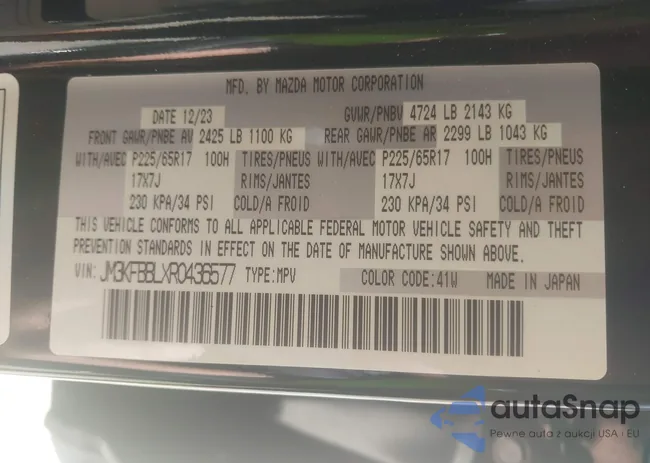 MFD. BY MAZDA MOTOR CORPORATION
DATE 12/23 GVWR/PNBV 4724 LB 2143 KG
FRONT GAWR/PNBE AV 2425 LB 1100 KG REAR GAWR/PNBE AR 2299 LB 1043 KG
WITH/AVEC P225/65R17 100H TIRES/PNEUS WITH/AVEC P225/65R17 100H TIRES/PNEUS
17X7J RIMS/JANTES 17X7J RIMS/JANTES
230 KPA/34 PSI COLD/A FROID 230 KPA/34 PSI COLD/A FROID
THIS VEHICLE CONFORMS TO ALL APPLICABLE FEDERAL MOTOR VEHICLE SAFETY AND THEFT
PREVENTION STANDARDS IN EFFECT ON THE DATE OF MANUFACTURE SHOWN ABOVE.
VIN: JM3KFBBLXR0436577 TYPE:MPV COLOR CODE:41W MADE IN JAPAN
autaSnap
Pewne auta z aukcji USA i EU